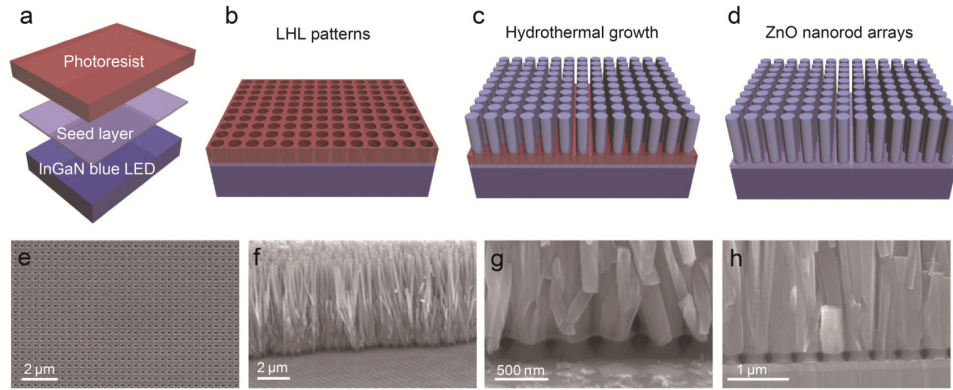 a
b
c
d
LHL patterns
Hydrothermal growth
ZnO nanorod arrays
Photoresist
Seed layer
InGaN blue LED
e
f
g
h
2 μm
2 μm
500 nm
1 μm